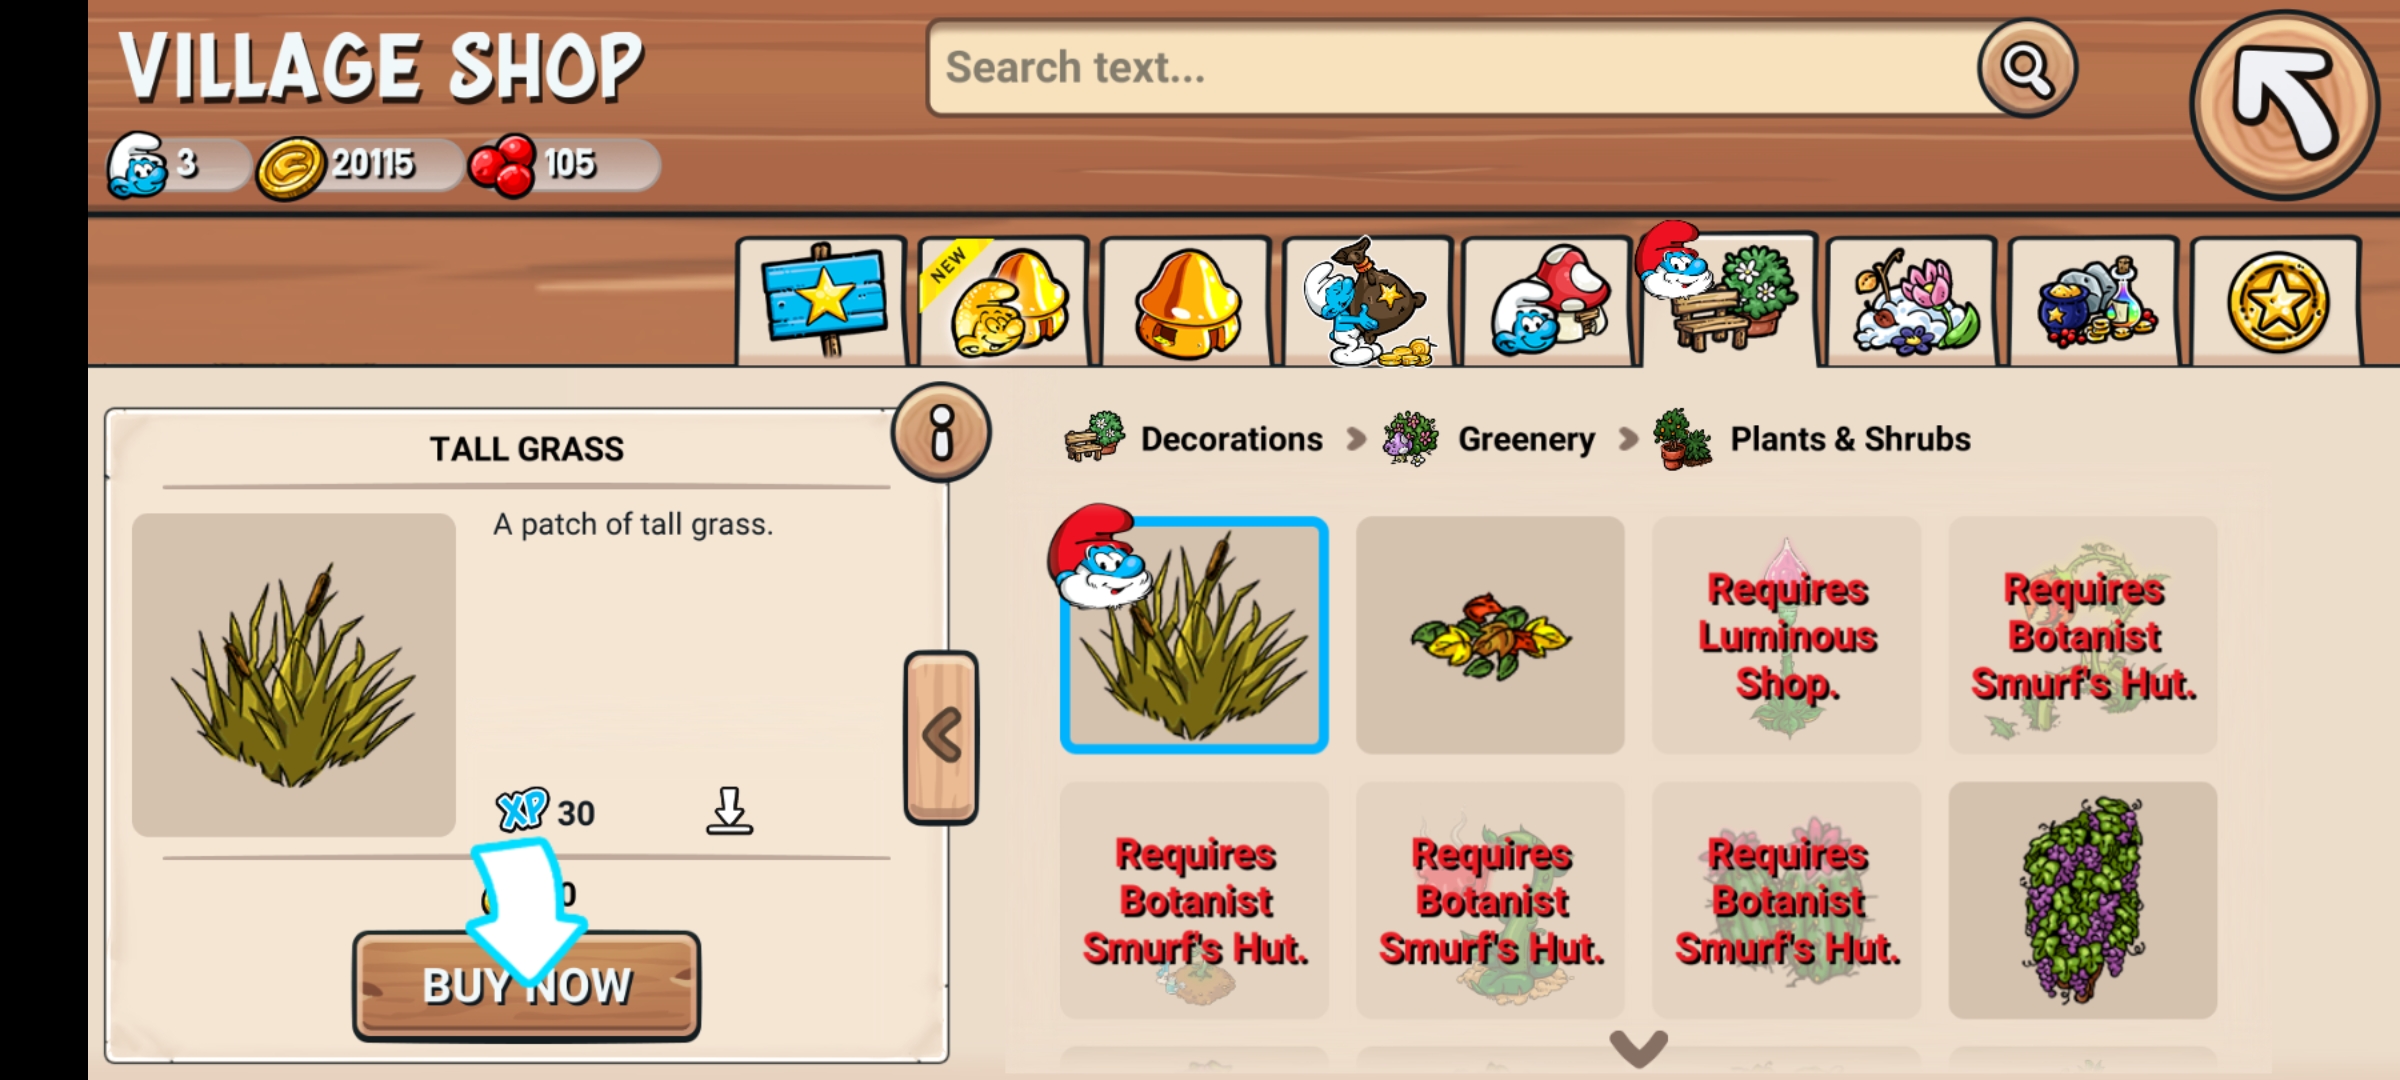 VILLAGE SHOP
Search text...
3
20115
105
NEW
TALL GRASS
A patch of tall grass.
XP 30
BUY NOW
Decorations
Greenery
Plants & Shrubs
Requires
Luminous
Shop.
Requires
Botanist
Smurf's Hut.
Requires
Botanist
Smurf's Hut.
Requires
Botanist
Smurf's Hut.
Requires
Botanist
Smurf's Hut.